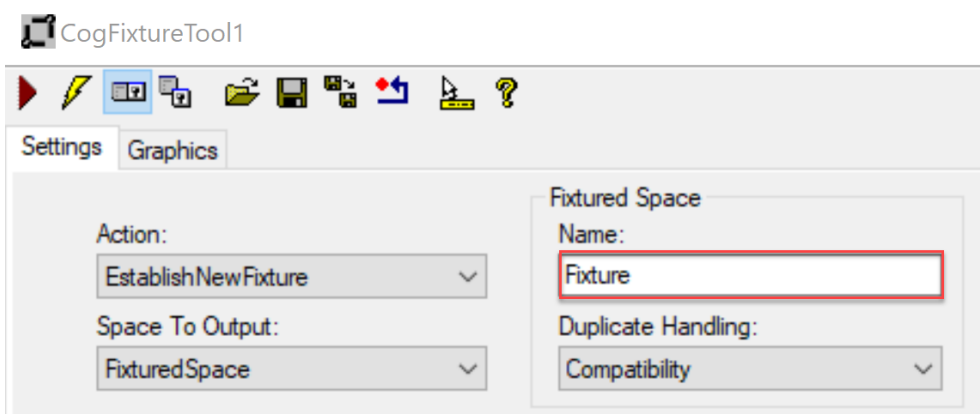 CogFixtureTool1
Settings
Graphics
Action:
EstablishNewFixture
Space To Output:
FixturedSpace
Fixtured Space
Name:
Fixture
Duplicate Handling:
Compatibility